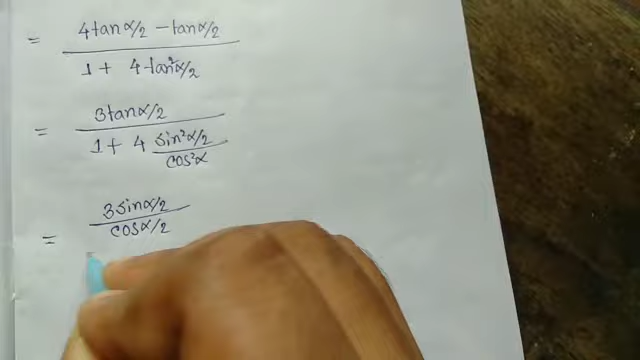 = 4tanα/2 - tanα/2
1 + 4tan²α/2
= 3tanα/2
1 + 4 sin²α/2
cos²α
= 3sinα/2
cosα/2